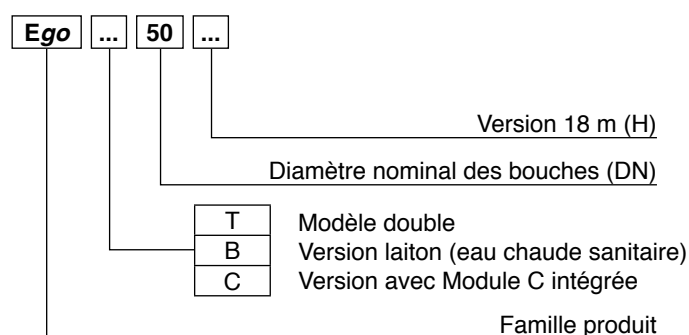 Ego ... 50 ...
Version 18 m (H)
Diamètre nominal des bouches (DN)
T Modèle double
B Version laiton (eau chaude sanitaire)
C Version avec Module C intégrée
Famille produit